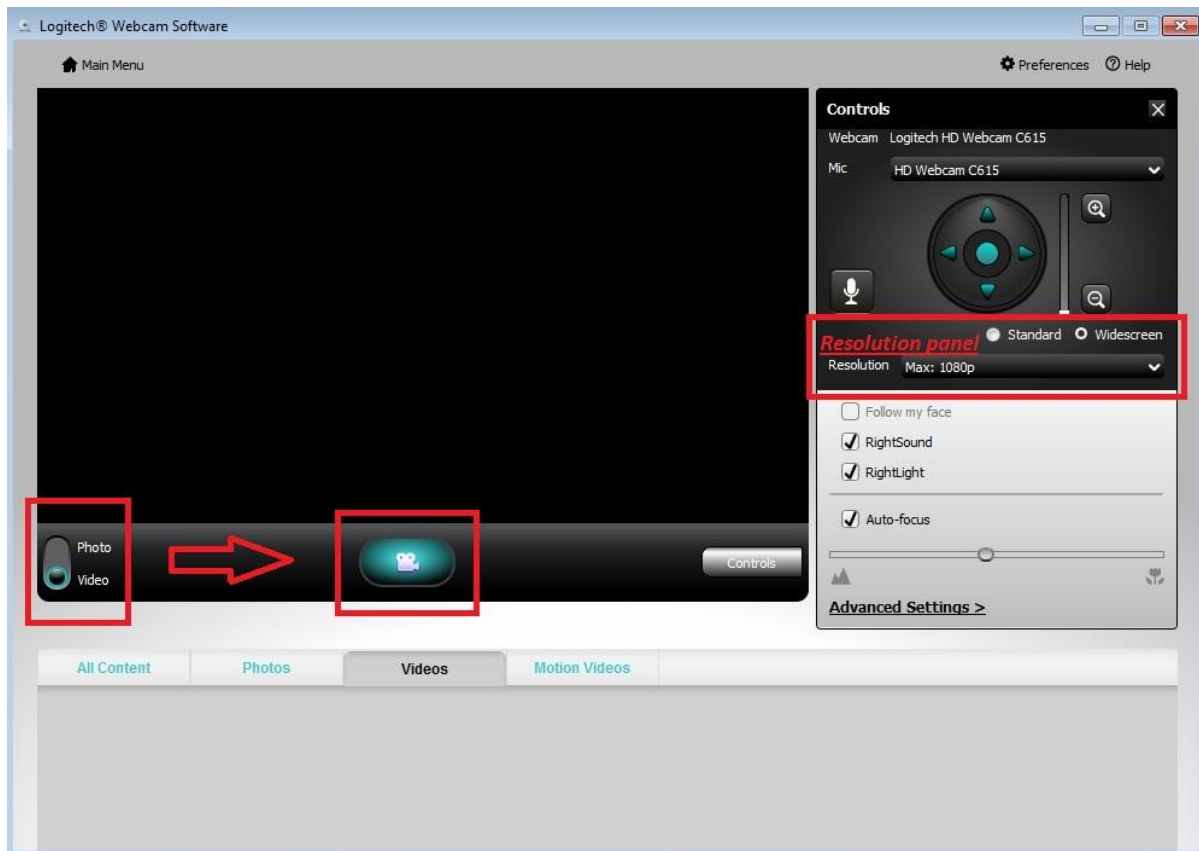 Logitech® Webcam Software
Main Menu
Preferences
Help
Controls
Webcam Logitech HD Webcam C615
Mic HD Webcam C615
Resolution panel
Standard Widescreen
Resolution Max: 1080p
Follow my face
RightSound
RightLight
Auto-focus
Advanced Settings >
Photo
Video
Controls
All Content Photos Videos Motion Videos